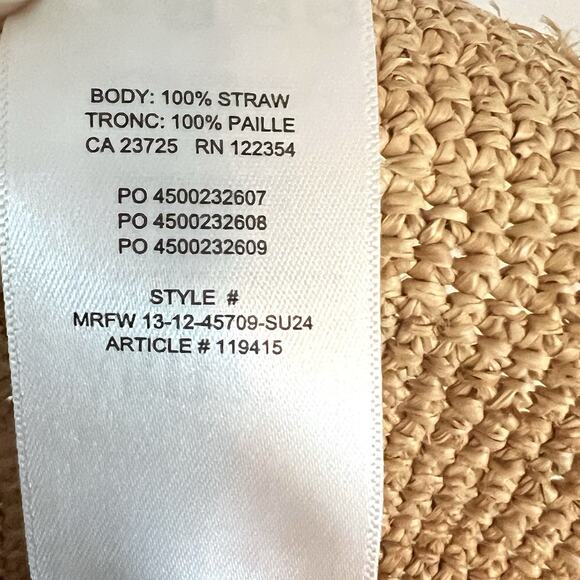 BODY: 100% STRAW
TRONC: 100% PAILLE
CA 23725 RN 122354
PO 4500232607
PO 4500232608
PO 4500232609
STYLE #
MRFW 13-12-45709-SU24
ARTICLE # 119415